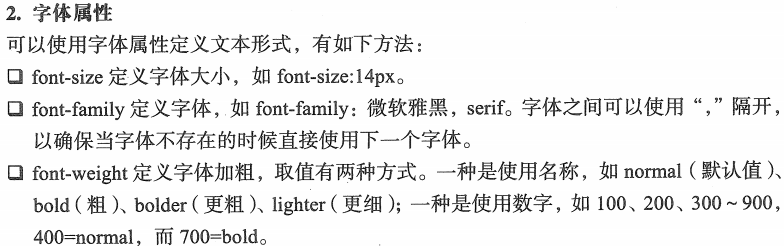 2. 字体属性
可以使用字体属性定义文本形式，有如下方法：
❑ font-size 定义字体大小，如 font-size:14px。
❑ font-family 定义字体，如 font-family：微软雅黑，serif。字体之间可以使用“，”隔开，
以确保当字体不存在的时候直接使用下一个字体。
❑ font-weight 定义字体加粗，取值有两种方式。一种是使用名称，如 normal（默认值）、
bold（粗）、bolder（更粗）、lighter（更细）；一种是使用数字，如 100、200、300 ~ 900，
400=normal，而 700=bold。